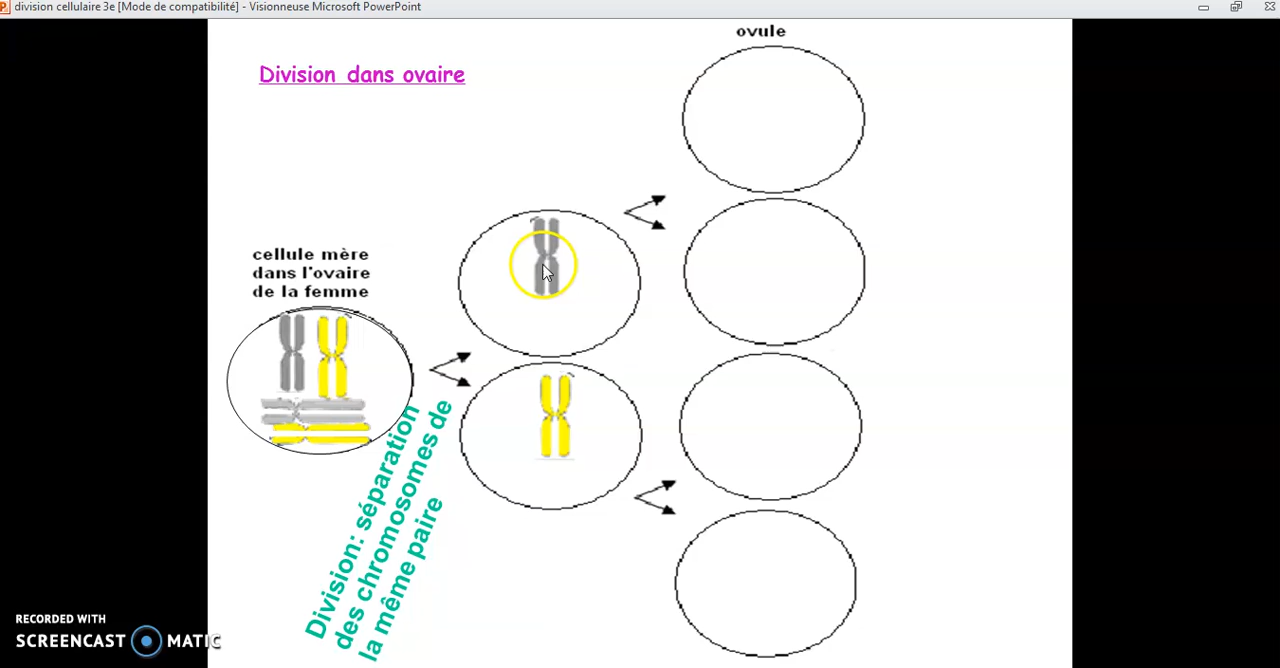 division cellulaire 3e [Mode de compatibilité] - Visionneuse Microsoft PowerPoint
ovule
Division dans ovaire
cellule mère
dans l'ovaire
de la femme
Division: séparation
des chromosomes de
la même paire
RECORDED WITH
SCREENCAST MATIC